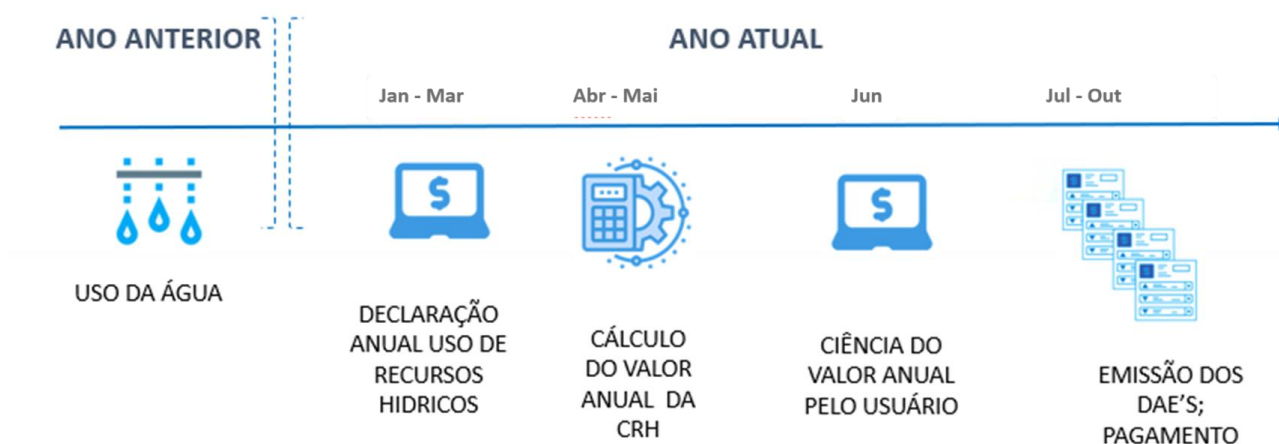 ANO ANTERIOR
ANO ATUAL
Jan - Mar
Abr - Mai
Jun
Jul - Out
USO DA ÁGUA
DECLARAÇÃO
ANUAL USO DE
RECURSOS
HIDRICOS
CÁLCULO
DO VALOR
ANUAL DA
CRH
CIÊNCIA DO
VALOR ANUAL
PELO USUÁRIO
EMISSÃO DOS
DAE'S;
PAGAMENTO